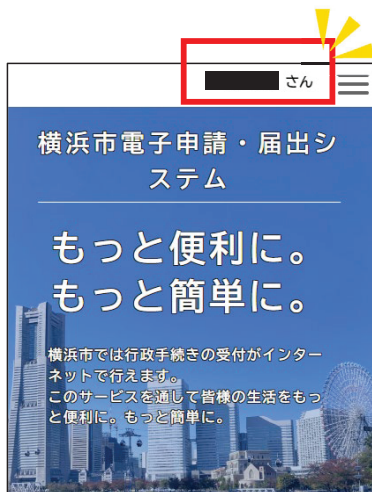 さん
横浜市電子申請・届出シ
ステム
もっと便利に。
もっと簡単に。
横浜市では行政手続きの受付がインター
ネットで行えます。
このサービスを通して皆様の生活をもっ
と便利に。もっと簡単に。